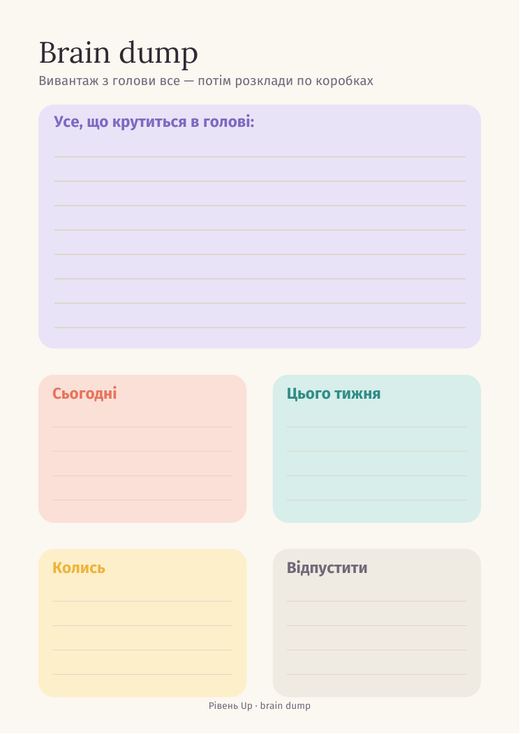 Brain dump
Вивантаж з голови все — потім розклади по коробках
Усе, що крутиться в голові:
Сьогодні
Цього тижня
Колись
Відпустити
Рівень Up · brain dump